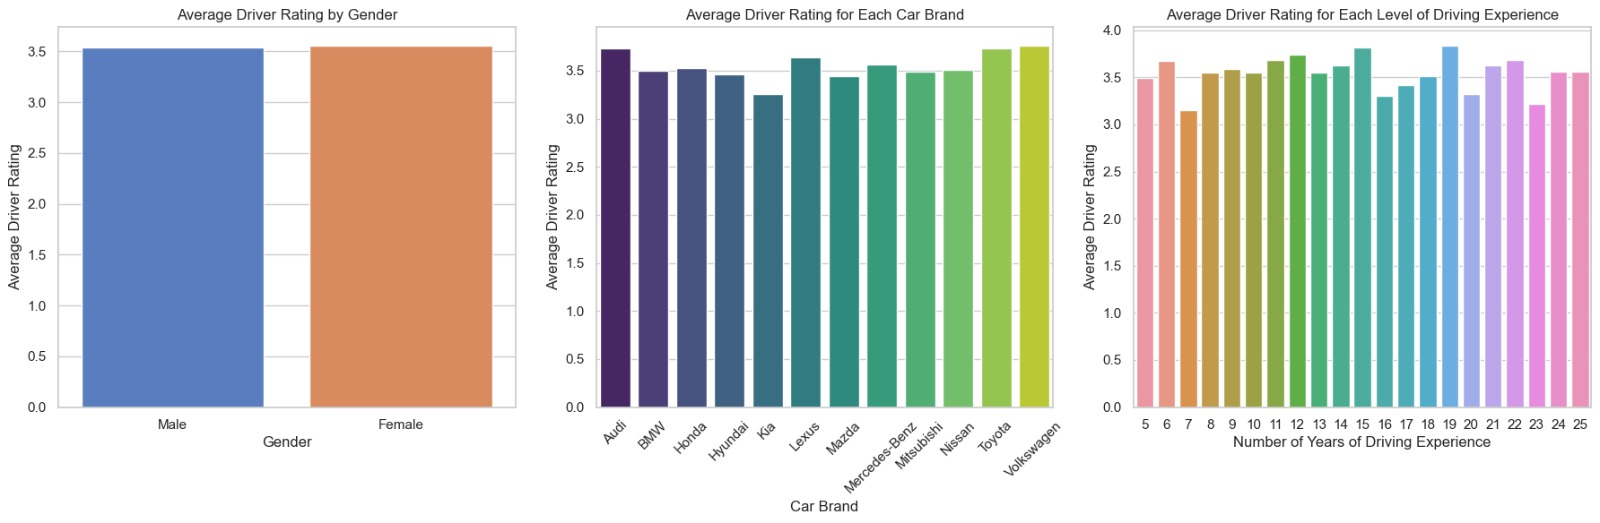 Average Driver Rating by Gender
Average Driver Rating
3.5
3.0
2.5
2.0
1.5
1.0
0.5
0.0
Male Female
Gender
Average Driver Rating for Each Car Brand
Average Driver Rating
3.5
3.0
2.5
2.0
1.5
1.0
0.5
0.0
Audi
BMW
Honda
Hyundai
Kia
Lexus
Mazda
Mercedes-Benz
Mitsubishi
Nissan
Toyota
Volkswagen
Car Brand
Average Driver Rating for Each Level of Driving Experience
Average Driver Rating
4.0
3.5
3.0
2.5
2.0
1.5
1.0
0.5
0.0
5 6 7 8 9 10 11 12 13 14 15 16 17 18 19 20 21 22 23 24 25
Number of Years of Driving Experience